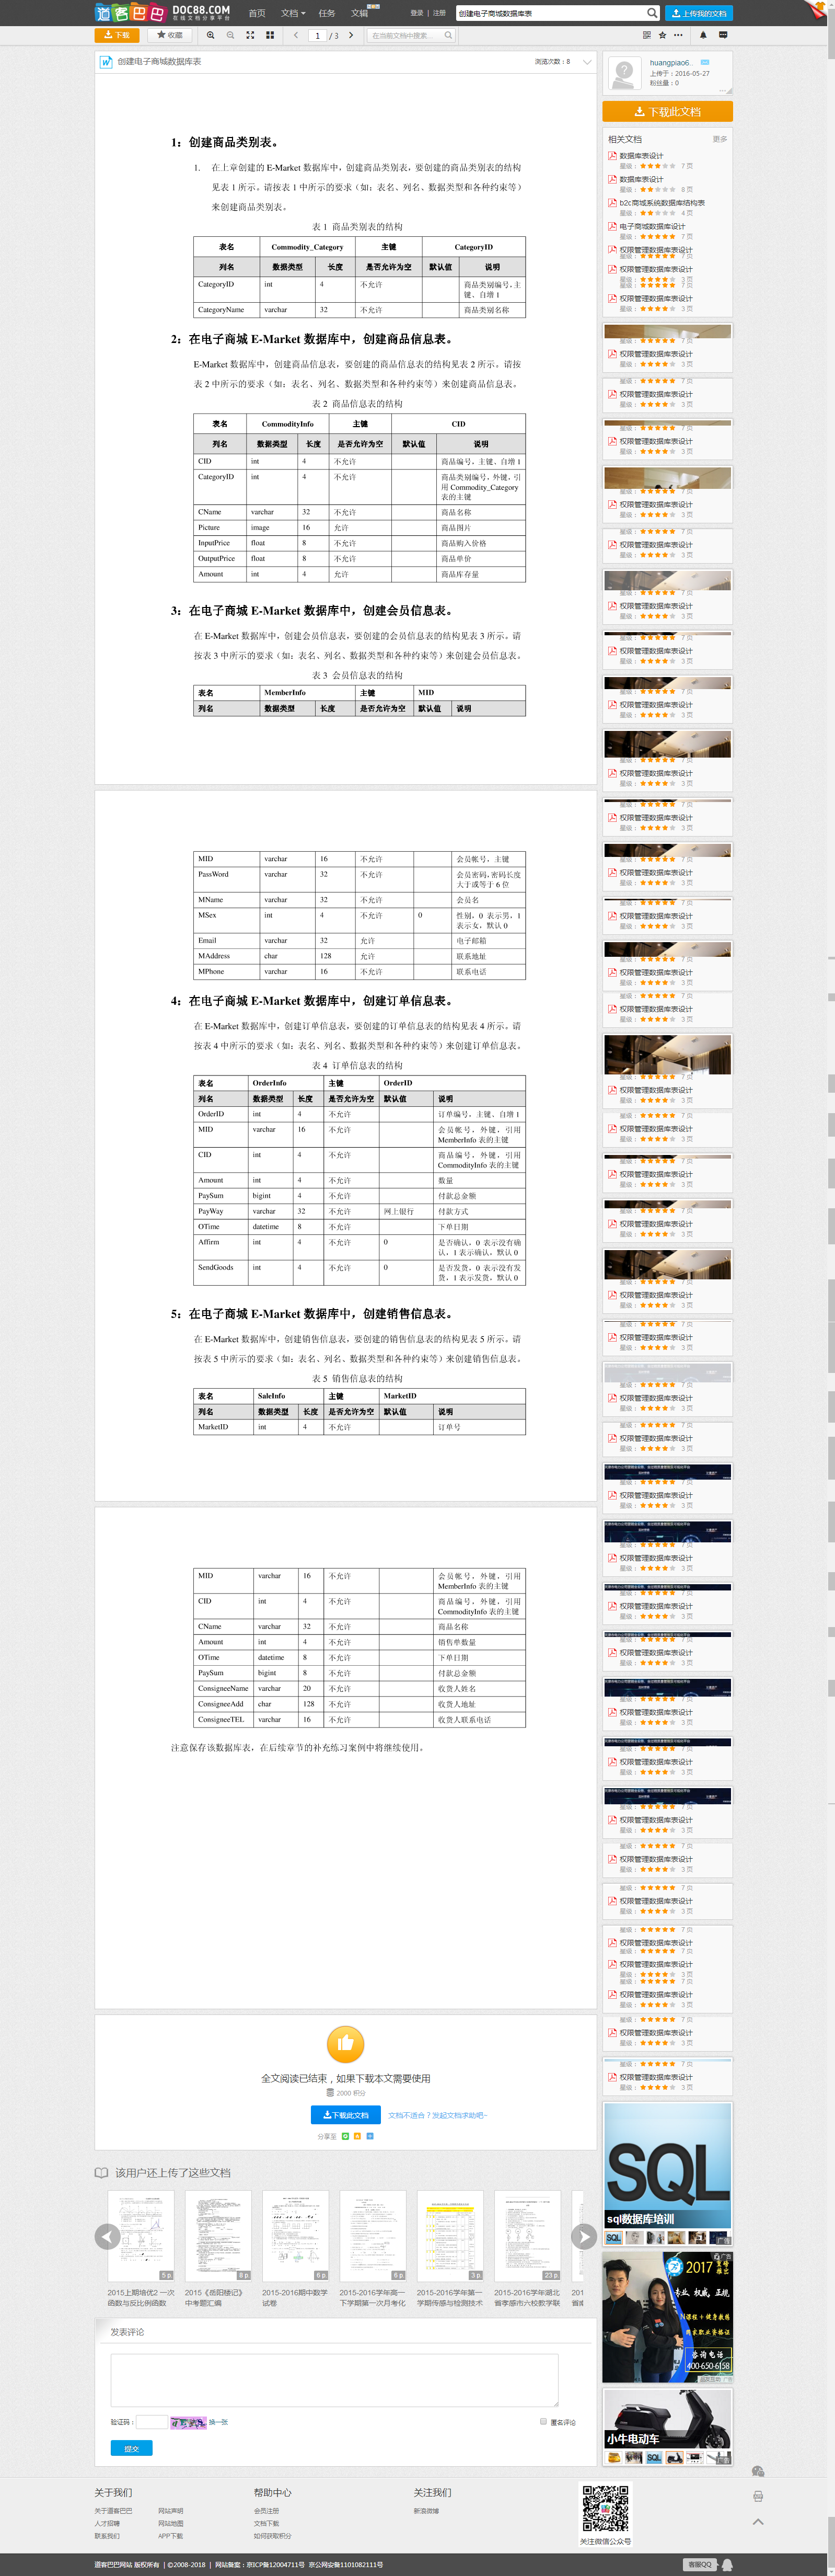 道客巴巴 DOC88.COM
在线文档分享平台
首页 文档 任务 文辑
登录 | 注册
创建电子商城数据库表
上传我的文档
下载 收藏
1 / 3
在当前文档中搜索...
创建电子商城数据库表
浏览次数：8
1：创建商品类别表。
1. 在上章创建的 E-Market 数据库中，创建商品类别表，要创建的商品类别表的结构
见表 1 所示。请按表 1 中所示的要求（如：表名、列名、数据类型和各种约束等）
来创建商品类别表。
表 1 商品类别表的结构
表名 Commodity_Category 主键 CategoryID
列名 数据类型 长度 是否允许为空 默认值 说明
CategoryID int 4 不允许 商品类别编号，主
键、自增 1
CategoryName varchar 32 不允许 商品类别名称
2：在电子商城 E-Market 数据库中，创建商品信息表。
E-Market 数据库中，创建商品信息表，要创建的商品信息表的结构见表 2 所示。请按
表 2 中所示的要求（如：表名、列名、数据类型和各种约束等）来创建商品信息表。
表 2 商品信息表的结构
表名 CommodityInfo 主键 CID
列名 数据类型 长度 是否允许为空 默认值 说明
CID int 4 不允许 商品编号，主键、自增 1
CategoryID int 4 不允许 商品类别编号，外键，引
用 Commodity_Category
表的主键
CName varchar 32 不允许 商品名称
Picture image 16 允许 商品图片
InputPrice float 8 不允许 商品购入价格
OutputPrice float 8 不允许 商品单价
Amount int 4 允许 商品库存量
3：在电子商城 E-Market 数据库中，创建会员信息表。
在 E-Market 数据库中，创建会员信息表，要创建的会员信息表的结构见表 3 所示。请
按表 3 中所示的要求（如：表名、列名、数据类型和各种约束等）来创建会员信息表。
表 3 会员信息表的结构
表名 MemberInfo 主键 MID
列名 数据类型 长度 是否允许为空 默认值 说明
MID varchar 16 不允许 会员帐号，主键
PassWord varchar 32 不允许 会员密码，密码长度
大于或等于 6 位
MName varchar 32 不允许 会员名
MSex int 4 不允许 0 性别，0 表示男，1
表示女，默认 0
Email varchar 32 允许 电子邮箱
MAddress char 128 允许 联系地址
MPhone varchar 16 不允许 联系电话
4：在电子商城 E-Market 数据库中，创建订单信息表。
在 E-Market 数据库中，创建订单信息表，要创建的订单信息表的结构见表 4 所示。请
按表 4 中所示的要求（如：表名、列名、数据类型和各种约束等）来创建订单信息表。
表 4 订单信息表的结构
表名 OrderInfo 主键 OrderID
列名 数据类型 长度 是否允许为空 默认值 说明
OrderID int 4 不允许 订单编号，主键、自增 1
MID varchar 16 不允许 会员帐号，外键，引用
MemberInfo 表的主键
CID int 4 不允许 商品编号，外键，引用
CommodityInfo 表的主键
Amount int 4 不允许 数量
PaySum bigint 4 不允许 付款总金额
PayWay varchar 32 不允许 网上银行 付款方式
OTime datetime 8 不允许 下单日期
Affirm int 4 不允许 0 是否确认，0 表示没有确
认，1 表示确认，默认 0
SendGoods int 4 不允许 0 是否发货，0 表示没有发
货，1 表示发货，默认 0
5：在电子商城 E-Market 数据库中，创建销售信息表。
在 E-Market 数据库中，创建销售信息表，要创建的销售信息表的结构见表 5 所示。请
按表 5 中所示的要求（如：表名、列名、数据类型和各种约束等）来创建销售信息表。
表 5 销售信息表的结构
表名 SaleInfo 主键 MarketID
列名 数据类型 长度 是否允许为空 默认值 说明
MarketID int 4 不允许 订单号
MID varchar 16 不允许 会员帐号，外键，引用
MemberInfo 表的主键
CID int 4 不允许 商品编号，外键，引用
CommodityInfo 表的主键
CName varchar 32 不允许 商品名称
Amount int 4 不允许 销售单数量
OTime datetime 8 不允许 下单日期
PaySum bigint 8 不允许 付款总金额
ConsigneeName varchar 20 不允许 收货人姓名
ConsigneeAdd char 128 不允许 收货人地址
ConsigneeTEL varchar 16 不允许 收货人联系电话
注意保存该数据库表，在后续章节的补充练习案例中将继续使用。
全文阅读已结束，如果下载本文需要使用
2000 积分
下载此文档 文档不适合？发起文档求助吧~
分享至
该用户还上传了这些文档
5 p. 8 p. 6 p. 6 p. 3 p. 23 p.
2015上期培优2 一次
函数与反比例函数
2015《岳阳楼记》
中考题汇编
2015-2016期中数学
试卷
2015-2016学年高一
下学期第一次月考化
2015-2016学年第一
学期传感与检测技术
2015-2016学年湖北
省孝感市六校教学联
发表评论
验证码： 换一张
匿名评论
提交
huangpiao6..
上传于：2016-05-27
粉丝量：0
下载此文档
相关文档 更多
数据库表设计
星级： 7 页
数据库表设计
星级： 8 页
b2c商城系统数据库结构表
星级： 4 页
电子商城数据库设计
星级： 7 页
权限管理数据库表设计
星级： 7 页
权限管理数据库表设计
星级： 3 页
权限管理数据库表设计
星级： 3 页
SQL
sql数据库培训
2017
专业，权威，正规
咨询电话
400-650-6158
小牛电动车
关于我们 帮助中心 关注我们
关于道客巴巴 网站声明 会员注册 新浪微博
人才招聘 网站地图 文档下载
联系我们 APP下载 如何获取积分
关注微信公众号
道客巴巴网站 版权所有 | ©2008-2018 | 网站备案：京ICP备12004711号 京公网安备1101082111号
客服QQ